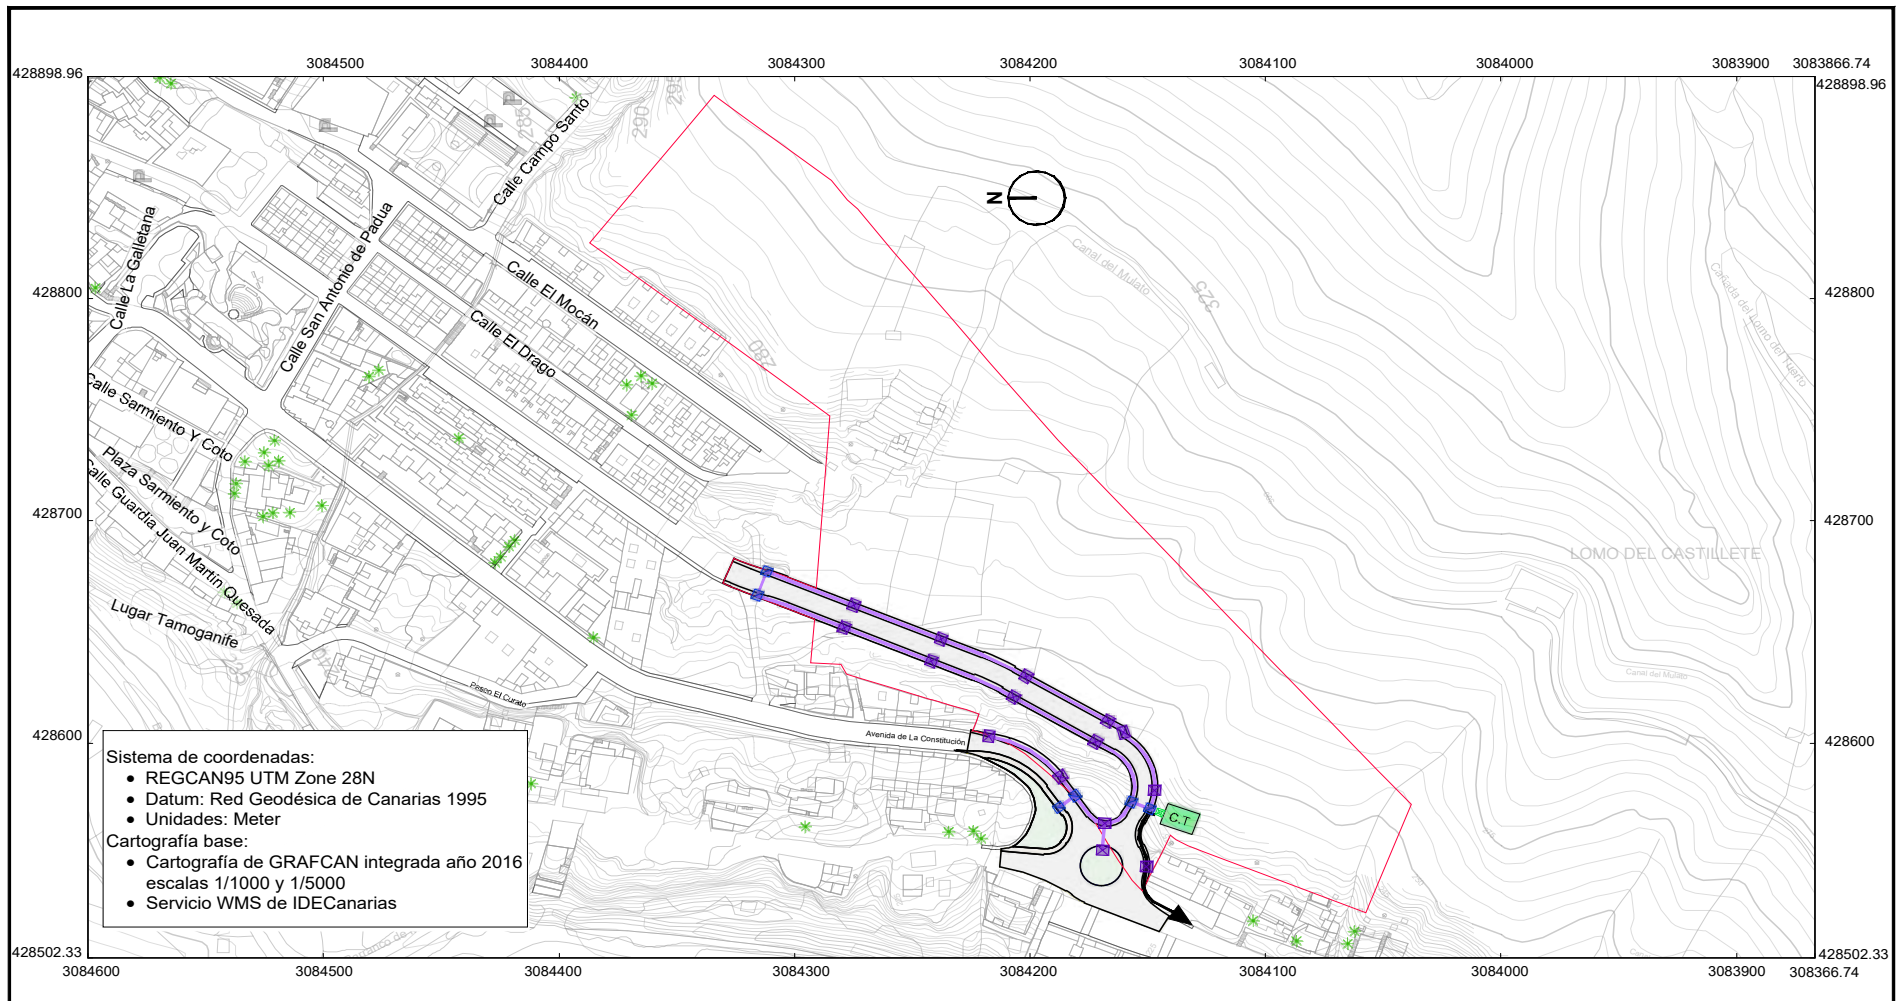 3084500
3084400
3084300
3084200
3084100
3084000
3083900
3083866.74
428898.96
428898.96
290
295
285
P
P
P
P
Calle Campo Santo
N
Calle La Galletana
Calle San Antonio de Padua
Canal del Mulato
325
Cañada del Lomo del Tuerto
428800
428800
Calle El Mocán
Calle El Drago
280
Calle Sarmiento Y Coto
Plaza Sarmiento y Coto
Calle Guardia Juan Martín Quesada
428700
428700
LOMO DEL CASTILLETE
Lugar Tamoganife
Paseo El Curato
Canal del Mulato
Avenida de La Constitución
428600
428600
C.T
Sistema de coordenadas:
• REGCAN95 UTM Zone 28N
• Datum: Red Geodésica de Canarias 1995
• Unidades: Meter
Cartografía base:
• Cartografía de GRAFCAN integrada año 2016
escalas 1/1000 y 1/5000
• Servicio WMS de IDECanarias
428502.33
428502.33
3084600
3084500
3084400
3084300
3084200
3084100
3084000
3083900
308366.74